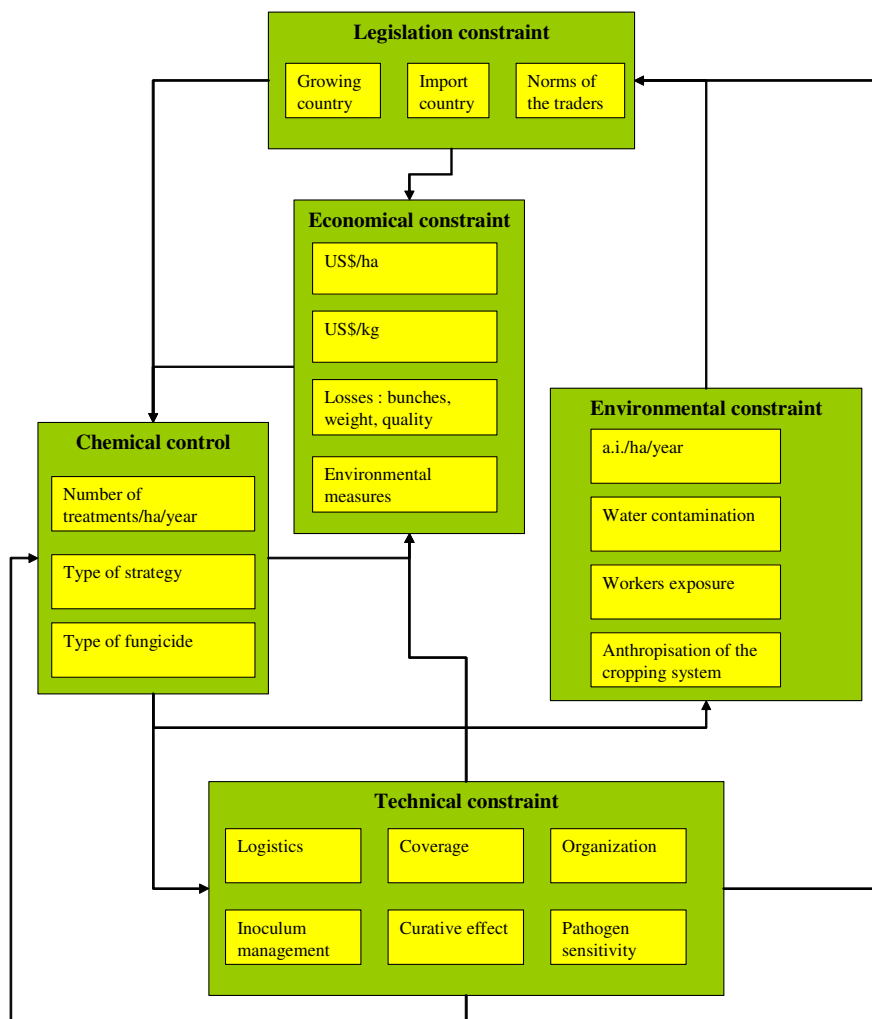 Legislation constraint
Growing
country
Import
country
Norms of
the traders
Economical constraint
US$/ha
US$/kg
Losses : bunches,
weight, quality
Environmental
measures
Chemical control
Number of
treatments/ha/year
Type of strategy
Type of fungicide
Environmental constraint
a.i./ha/year
Water contamination
Workers exposure
Anthropisation of the
cropping system
Technical constraint
Logistics
Coverage
Organization
Inoculum
management
Curative effect
Pathogen
sensitivity